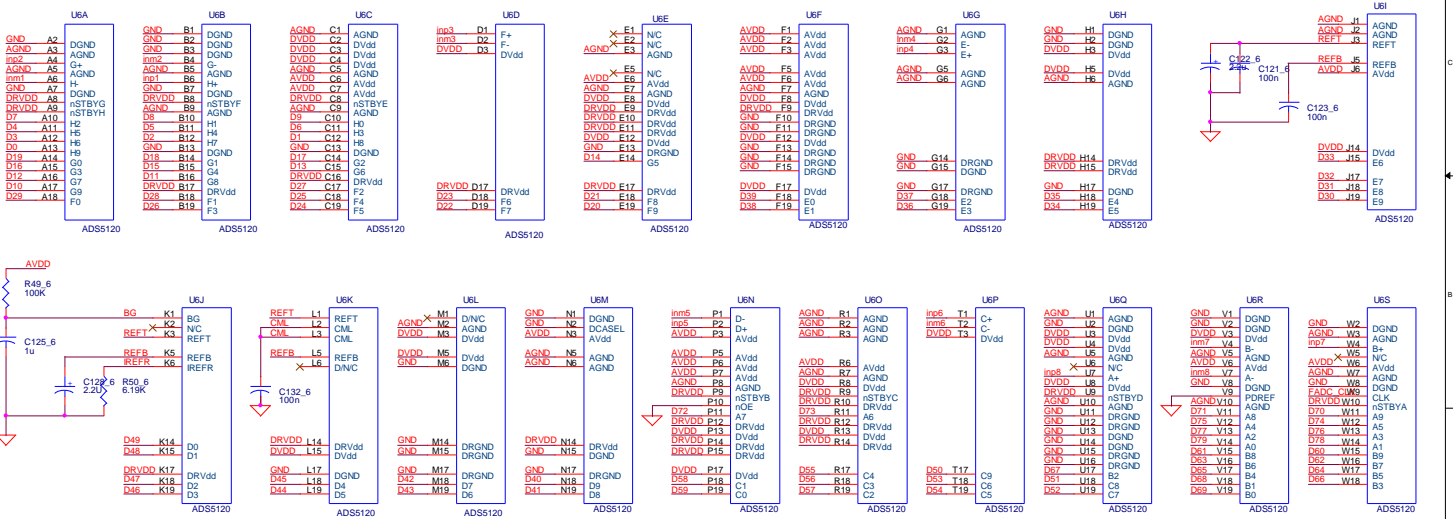 U6A
GND A2 DGND
AGND A3 AGND
inp2 A4 G+
AGND A5 AGND
inm1 A6 H-
GND A7 DGND
DRVDD A8 nSTBYG
DRVDD A9 nSTBYH
D7 A10 H2
D4 A11 H5
D3 A12 H6
D0 A13 H9
D19 A14 G0
D16 A15 G3
D12 A16 G7
D10 A17 G9
D29 A18 F0
ADS5120
U6B
GND B1 DGND
GND B2 DGND
GND B3 DGND
inm2 B4 G-
AGND B5 AGND
inp1 B6 H+
GND B7 DGND
DRVDD B8 nSTBYF
AGND B9 AGND
D8 B10 H1
D5 B11 H4
D2 B12 H7
GND B13 DGND
D18 B14 G1
D15 B15 G4
D11 B16 G8
DRVDD B17 DRVdd
D28 B18 F1
D26 B19 F3
ADS5120
U6C
AGND C1 AGND
DVDD C2 DVdd
DVDD C3 DVdd
DVDD C4 DVdd
AGND C5 AGND
AVDD C6 AVdd
AVDD C7 AVdd
DRVDD C8 nSTBYE
AGND C9 AGND
D9 C10 H0
D6 C11 H3
D1 C12 H8
GND C13 DGND
D17 C14 G2
D13 C15 G6
DRVDD C16 DRVdd
D27 C17 F2
D25 C18 F4
D24 C19 F5
ADS5120
U6D
inp3 D1 F+
inm3 D2 F-
DVDD D3 DVdd
DRVDD D17 DRVdd
D23 D18 F6
D22 D19 F7
ADS5120
U6E
E1 N/C
E2 N/C
AGND E3 AGND
E5 N/C
AVDD E6 AVdd
AGND E7 AGND
DVDD E8 DVdd
DRVDD E9 DRVdd
DRVDD E10 DRVdd
GND E11 DRGND
DVDD E12 DVdd
GND E13 DGND
D14 E14 G5
DRVDD E17 DRVdd
D21 E18 F8
D20 E19 F9
ADS5120
U6F
AVDD F1 AVdd
AVDD F2 AVdd
AVDD F3 AVdd
AVDD F5 AVdd
AVDD F6 AVdd
AGND F7 AGND
DVDD F8 DVdd
DRVDD F9 DRVdd
GND F10 DRGND
GND F11 DRGND
DVDD F12 DVdd
GND F13 DRGND
GND F14 DRGND
GND F15 DRGND
DVDD F17 DVdd
D39 F18 E0
D38 F19 E1
ADS5120
U6G
AGND G1 AGND
Inm4 G2 E-
inp4 G3 E+
AGND G5 AGND
AGND G6 AGND
GND G14 DRGND
GND G15 DGND
GND G17 DRGND
D37 G18 E2
D36 G19 E3
ADS5120
U6H
GND H1 DGND
GND H2 DGND
DVDD H3 DVdd
DVDD H5 DVdd
AGND H6 AGND
DRVDD H14 DRVdd
DRVDD H15 DRVdd
GND H17 DGND
D35 H18 E4
D34 H19 E5
ADS5120
U6I
AGND J1 AGND
AGND J2 AGND
REFT J3 REFT
REFB J5 REFB
AVDD J6 AVdd
DVDD J14 DVdd
D33 J15 E6
D32 J17 E7
D31 J18 E8
D30 J19 E9
ADS5120
C122_6
C121_6
100n
C123_6
100n
C
B
AVDD
R49_6
100K
C125_6
1u
R50_6
6.19K
U6J
BG K1 BG
K2 N/C
REFT K3 REFT
REFB K5 REFB
IREFR K6 IREFR
D49 K14 D0
D48 K15 D1
DRVDD K17 DRVdd
D47 K18 D2
D46 K19 D3
ADS5120
U6K
REFT L1 REFT
CML L2 CML
CML L3 CML
REFB L5 REFB
L6 D/N/C
DRVDD L14 DRVdd
DVDD L15 DVdd
GND L17 DGND
D45 L18 D4
D44 L19 D5
ADS5120
C132_6
100n
U6L
M1 D/N/C
AGND M2 AGND
DVDD M3 DVdd
DVDD M5 DVdd
GND M6 DGND
GND M14 DRGND
GND M15 DGND
GND M17 DRGND
D42 M18 D7
D43 M19 D6
ADS5120
U6M
GND N1 DGND
GND N2 DCASEL
AVDD N3 AVdd
AGND N5 AGND
AGND N6 AGND
DRVDD N14 DRVdd
DRVDD N15 DRVdd
GND N17 DRGND
D40 N18 D9
D41 N19 D8
ADS5120
U6N
inm5 P1 D-
inp5 P2 D+
AVDD P3 AVdd
AVDD P5 AVdd
AVDD P6 AVdd
AVDD P7 AVdd
AGND P8 AGND
DRVDD P9 nSTBYB
P10 nOE
D72 P11 A7
DRVDD P12 DRVdd
DVDD P13 DVdd
DRVDD P14 DRVdd
DRVDD P15 DRVdd
DVDD P17 DVdd
D58 P18 C1
D59 P19 C0
ADS5120
U6O
AGND R1 AGND
AGND R2 AGND
AGND R3 AGND
AVDD R6 AVdd
AGND R7 AGND
DVDD R8 DVdd
DRVDD R9 nSTBYC
DRVDD R10 DRVdd
D73 R11 A6
DRVDD R12 DRVdd
DVDD R13 DVdd
DRVDD R14 DRVdd
D55 R17 C4
D56 R18 C3
D57 R19 C2
ADS5120
U6P
inp6 T1 C+
inm6 T2 C-
DVDD T3 DVdd
D50 T17 C9
D53 T18 C6
D54 T19 C5
ADS5120
U6Q
AGND U1 AGND
GND U2 DGND
DVDD U3 DVdd
DVDD U4 DVdd
AGND U5 AGND
U6 N/C
inp8 U7 A+
DVDD U8 DVdd
DRVDD U9 nSTBYD
AGND U10 AGND
GND U11 DRGND
GND U12 DRGND
GND U13 DGND
GND U14 DRGND
GND U15 DGND
GND U16 DRGND
D67 U17 B2
D51 U18 C8
D52 U19 C7
ADS5120
U6R
GND V1 DGND
GND V2 DGND
DVDD V3 DVdd
inm7 V4 B-
AGND V5 AGND
AVDD V6 AVdd
inm8 V7 A-
GND V8 DGND
V9 PDREF
AGND V10 AGND
D71 V11 A8
D75 V12 A4
D77 V13 A2
D79 V14 A0
D61 V15 B8
D63 V16 B6
D65 V17 B4
D68 V18 B1
D69 V19 B0
ADS5120
U6S
GND W2 DGND
AGND W3 AGND
inp7 W4 B+
W5 N/C
AVDD W6 AVdd
AGND W7 AGND
GND W8 DGND
CLK
DRVDD W10 nSTBYA
D70 W11 A9
D74 W12 A5
D76 W13 A3
D78 W14 A1
D60 W15 B9
D62 W16 B7
D64 W17 B5
D66 W18 B3
ADS5120